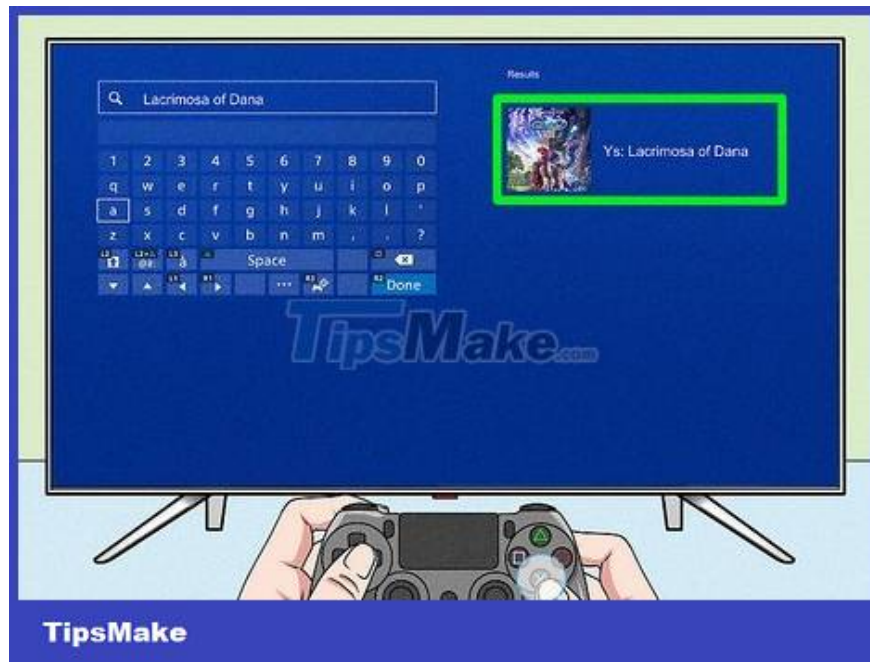 Results
Lacrimosa of Dana
Ys: Lacrimosa of Dana
1 2 3 4 5 6 7 8 9 0
q w e r t y u i o p
a s d f g h j k l '
z x c v b n m , . ?
Space
Done
TipsMake.com
TipsMake